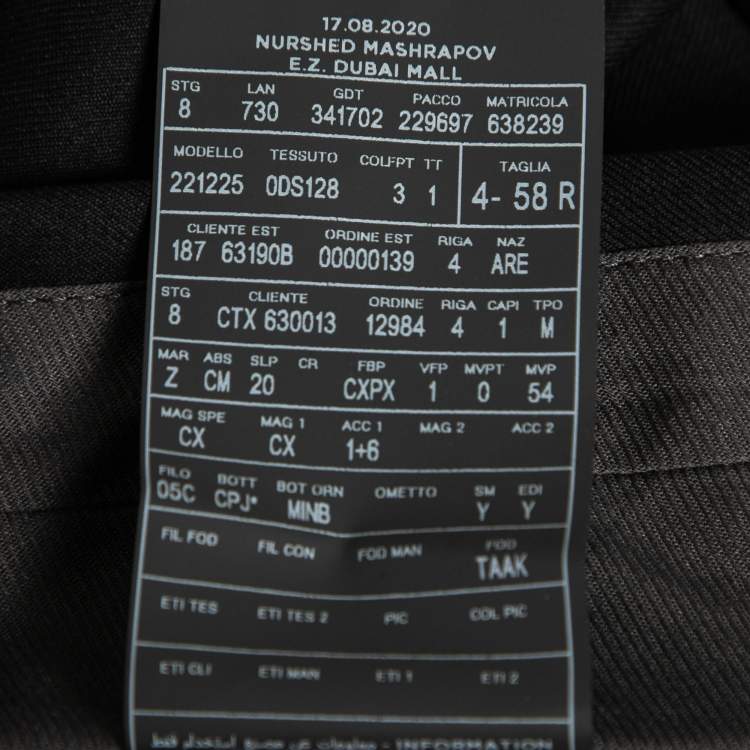 17.08.2020
NURSHED MASHRAPOV
E.Z. DUBAI MALL
STG LAN GDT PACCO MATRICOLA
8 730 341702 229697 638239
MODELLO TESSUTO COLFPT TT TAGLIA
221225 0DS128 3 1 4- 58 R
CLIENTE EST ORDINE EST RIGA NAZ
187 63190B 00000139 4 ARE
STG CLIENTE ORDINE RIGA CAPI TPO
8 CTX 630013 12984 4 1 M
MAR ABS SLP CR FBP VFP MVPT MVP
Z CM 20 CXPX 1 0 54
MAG SPE MAG 1 ACC 1 MAG 2 ACC 2
CX CX 1+6
FILO BOTT BOT ORN OMETTO SM EDI
05C CPJ* MINB Y Y
FIL FOD FIL CON FOD MAN FOD
TAAK
ETI TES ETI TES 2 PIC COL PIC
ETI CLI ETI MAN ETI 1 ETI 2
INFORMATION